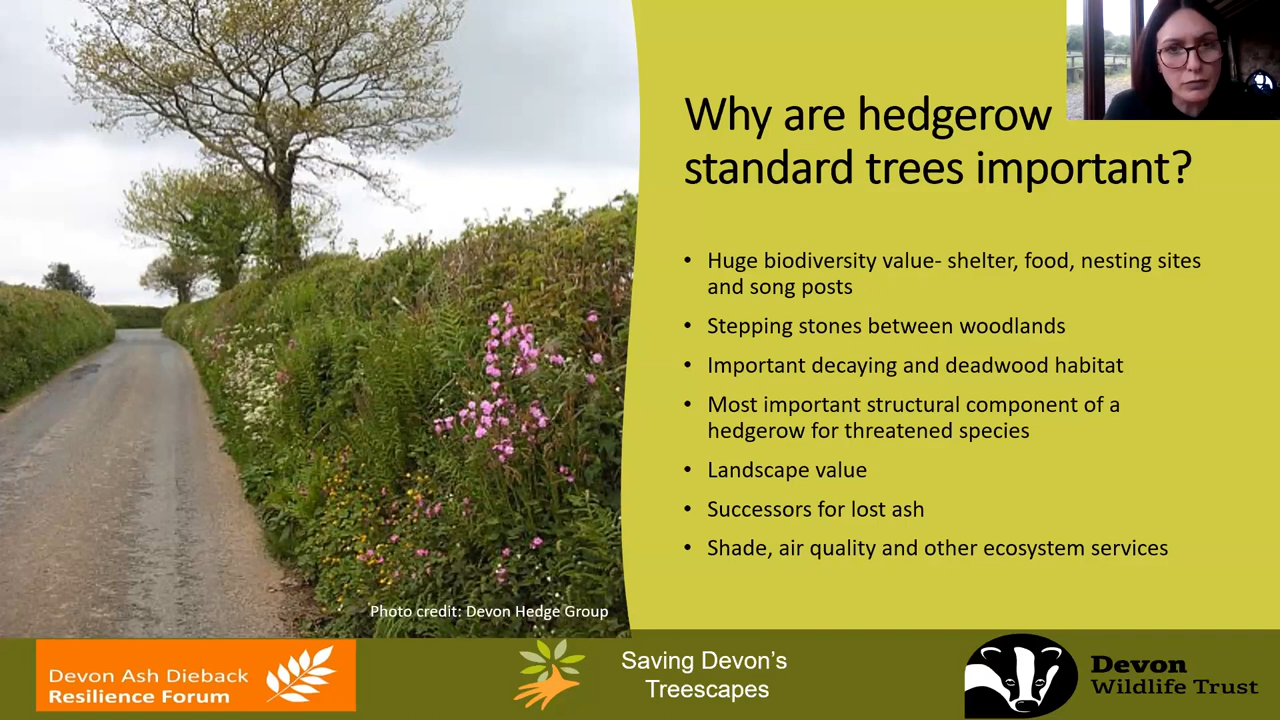 Why are hedgerow
standard trees important?
• Huge biodiversity value- shelter, food, nesting sites
and song posts
• Stepping stones between woodlands
• Important decaying and deadwood habitat
• Most important structural component of a
hedgerow for threatened species
• Landscape value
• Successors for lost ash
• Shade, air quality and other ecosystem services
Photo credit: Devon Hedge Group
Devon Ash Dieback
Resilience Forum
Saving Devon’s
Treescapes
Devon
Wildlife Trust